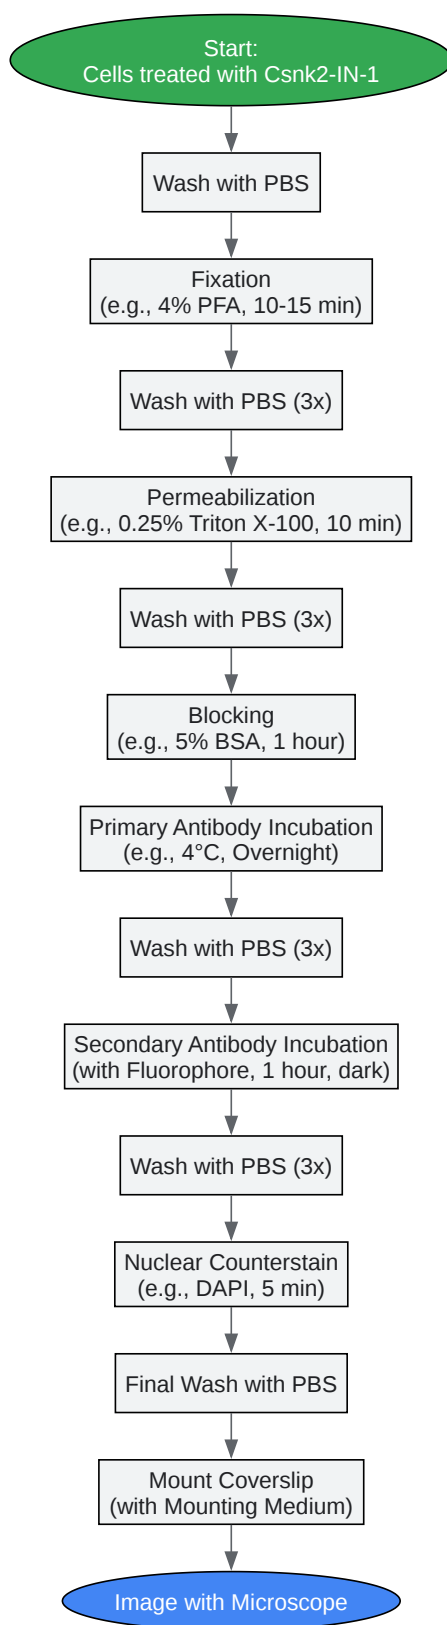 Start:
Cells treated with Csnk2-IN-1
Wash with PBS
Fixation
(e.g., 4% PFA, 10-15 min)
Wash with PBS (3x)
Permeabilization
(e.g., 0.25% Triton X-100, 10 min)
Wash with PBS (3x)
Blocking
(e.g., 5% BSA, 1 hour)
Primary Antibody Incubation
(e.g., 4°C, Overnight)
Wash with PBS (3x)
Secondary Antibody Incubation
(with Fluorophore, 1 hour, dark)
Wash with PBS (3x)
Nuclear Counterstain
(e.g., DAPI, 5 min)
Final Wash with PBS
Mount Coverslip
(with Mounting Medium)
Image with Microscope